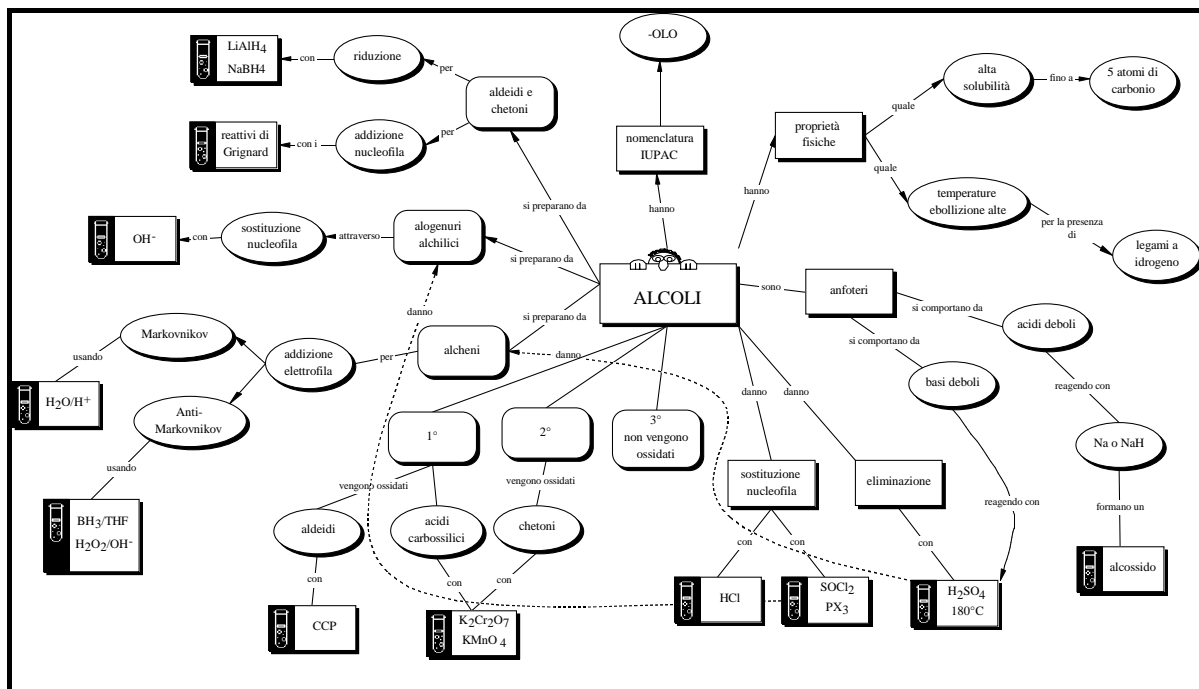 -OLO
LiAlH4
NaBH4
con
riduzione
per
aldeidi e
chetoni
reattivi di
Grignard
con i
addizione
nucleofila
per
nomenclatura
IUPAC
hanno
proprietà
fisiche
hanno
quale
alta
solubilità
fino a
5 atomi di
carbonio
quale
temperature
ebollizione alte
per la presenza
di
legami a
idrogeno
si preparano da
OH-
con
sostituzione
nucleofila
attraverso
alogenuri
alchilici
si preparano da
danno
ALCOLI
sono
anfoteri
si comportano da
acidi deboli
si comportano da
basi deboli
reagendo con
Na o NaH
formano un
alcossido
reagendo con
si preparano da
Markovnikov
usando
H2O/H+
addizione
elettrofila
per
alcheni
danno
Anti-
Markovnikov
usando
BH3/THF
H2O2/OH-
1°
2°
3°
non vengono
ossidati
danno
danno
sostituzione
nucleofila
eliminazione
vengono ossidati
vengono ossidati
aldeidi
acidi
carbossilici
chetoni
con
con
con
con
con
con
CCP
K2Cr2O7
KMnO4
HCl
SOCl2
PX3
H2SO4
180°C